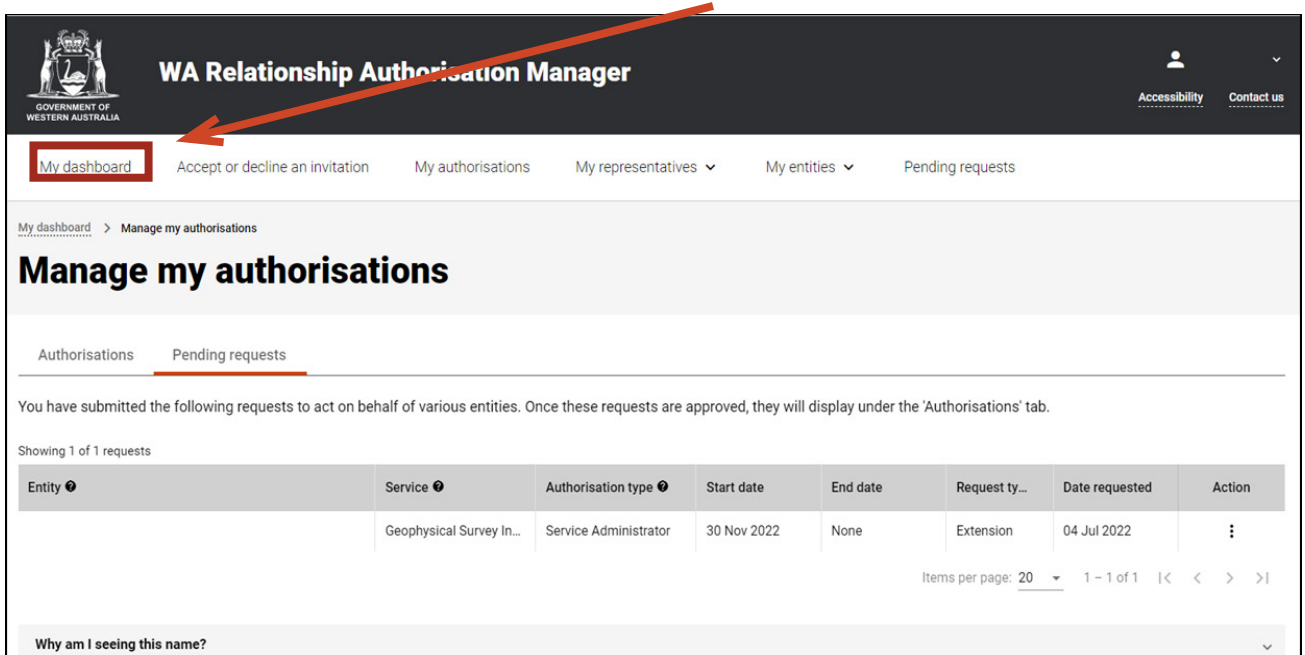 GOVERNMENT OF
WESTERN AUSTRALIA
WA Relationship Authorisation Manager
Accessibility Contact us
My dashboard Accept or decline an invitation My authorisations My representatives My entities Pending requests
My dashboard > Manage my authorisations
Manage my authorisations
Authorisations Pending requests
You have submitted the following requests to act on behalf of various entities. Once these requests are approved, they will display under the 'Authorisations' tab.
Showing 1 of 1 requests
Entity Service Authorisation type Start date End date Request ty... Date requested Action
Geophysical Survey In... Service Administrator 30 Nov 2022 None Extension 04 Jul 2022
Items per page: 20 1 – 1 of 1
Why am I seeing this name?